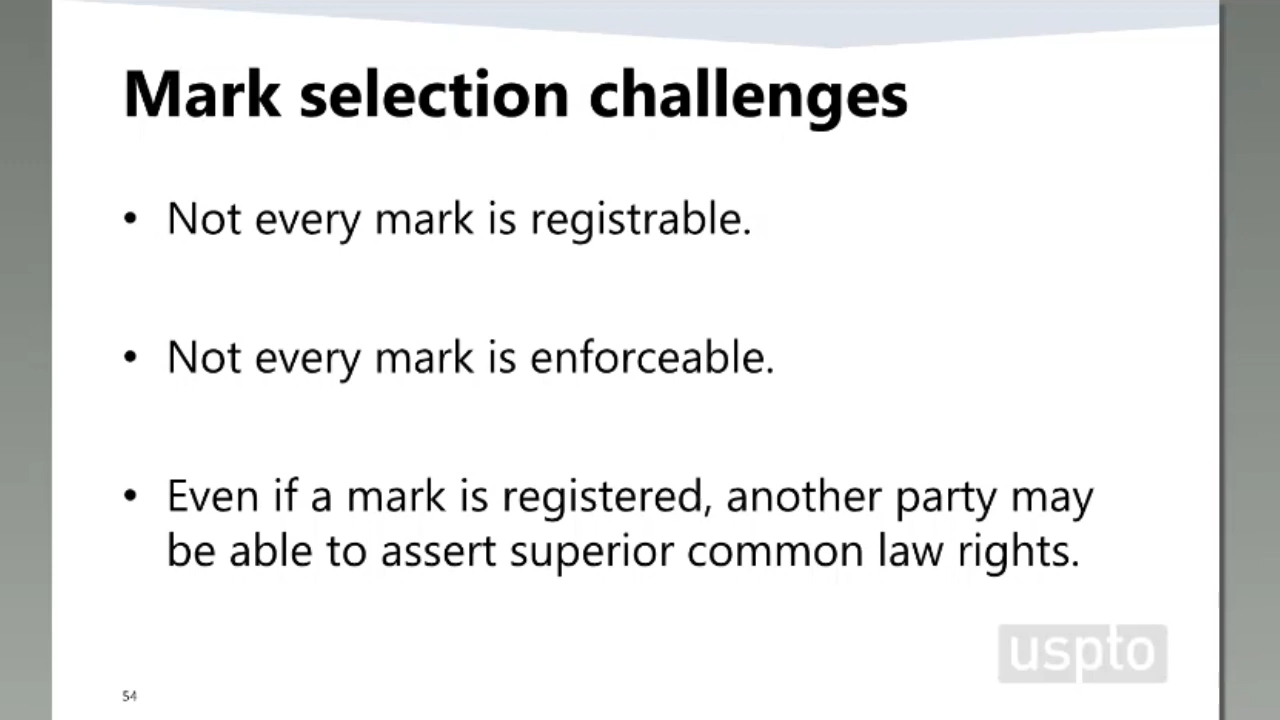 Mark selection challenges
• Not every mark is registrable.
• Not every mark is enforceable.
• Even if a mark is registered, another party may
be able to assert superior common law rights.
uspto
54